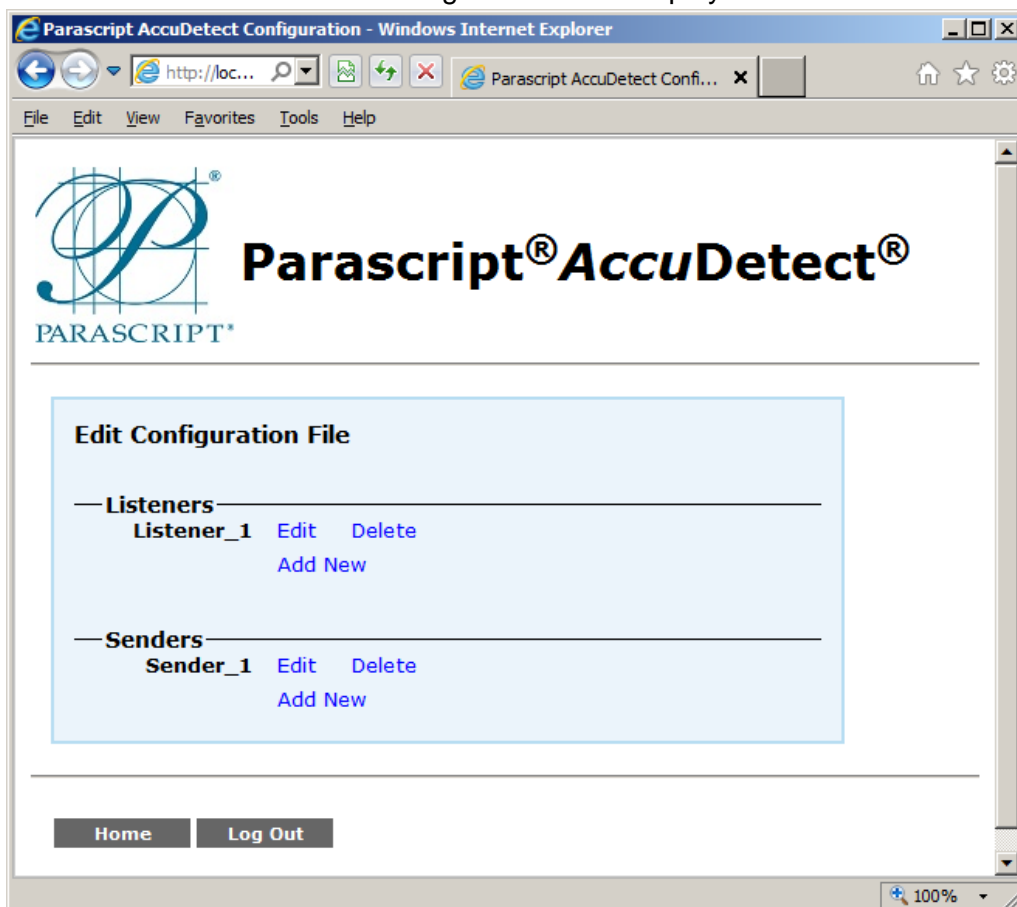 Parascript AccuDetect Configuration - Windows Internet Explorer
http://loc...
Parascript AccuDetect Confi...
File Edit View Favorites Tools Help
PARASCRIPT®
Parascript®AccuDetect®
Edit Configuration File
Listeners
Listener_1 Edit Delete
Add New
Senders
Sender_1 Edit Delete
Add New
Home Log Out
100%